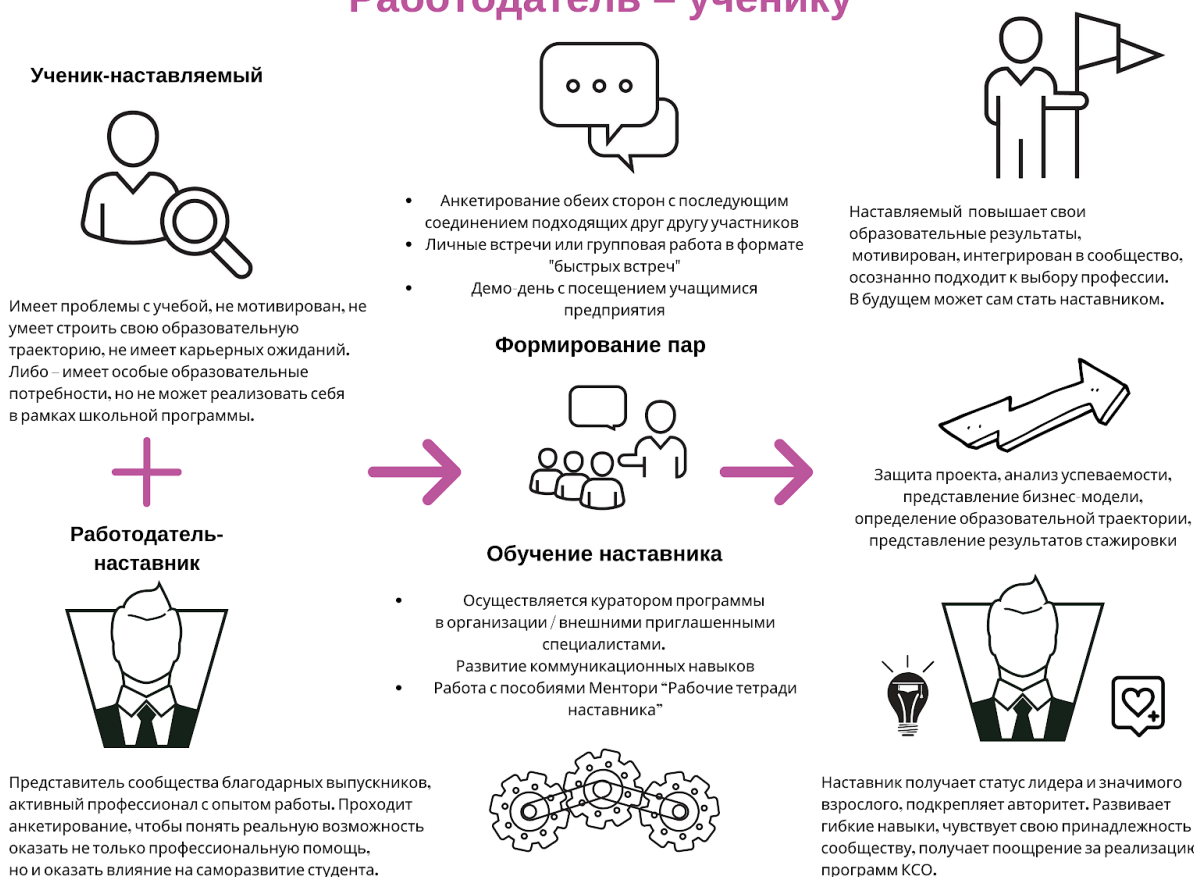 Работодатель – ученику
Ученик-наставляемый
Имеет проблемы с учебой, не мотивирован, не
умеет строить свою образовательную
траекторию, не имеет карьерных ожиданий.
Либо – имеет особые образовательные
потребности, но не может реализовать себя
в рамках школьной программы.
Работодатель-
наставник
Представитель сообщества благодарных выпускников,
активный профессионал с опытом работы. Проходит
анкетирование, чтобы понять реальную возможность
оказать не только профессиональную помощь,
но и оказать влияние на саморазвитие студента.
• Анкетирование обеих сторон с последующим
соединением подходящих друг другу участников
• Личные встречи или групповая работа в формате
"быстрых встреч"
• Демо-день с посещением учащимися
предприятия
Формирование пар
Обучение наставника
• Осуществляется куратором программы
в организации / внешними приглашенными
специалистами.
Развитие коммуникационных навыков
• Работа с пособиями Ментори “Рабочие тетради
наставника”
Наставляемый повышает свои
образовательные результаты,
мотивирован, интегрирован в сообщество,
осознанно подходит к выбору профессии.
В будущем может сам стать наставником.
Защита проекта, анализ успеваемости,
представление бизнес-модели,
определение образовательной траектории,
представление результатов стажировки
Наставник получает статус лидера и значимого
взрослого, подкрепляет авторитет. Развивает
гибкие навыки, чувствует свою принадлежность
сообществу, получает поощрение за реализацию
программ КСО.